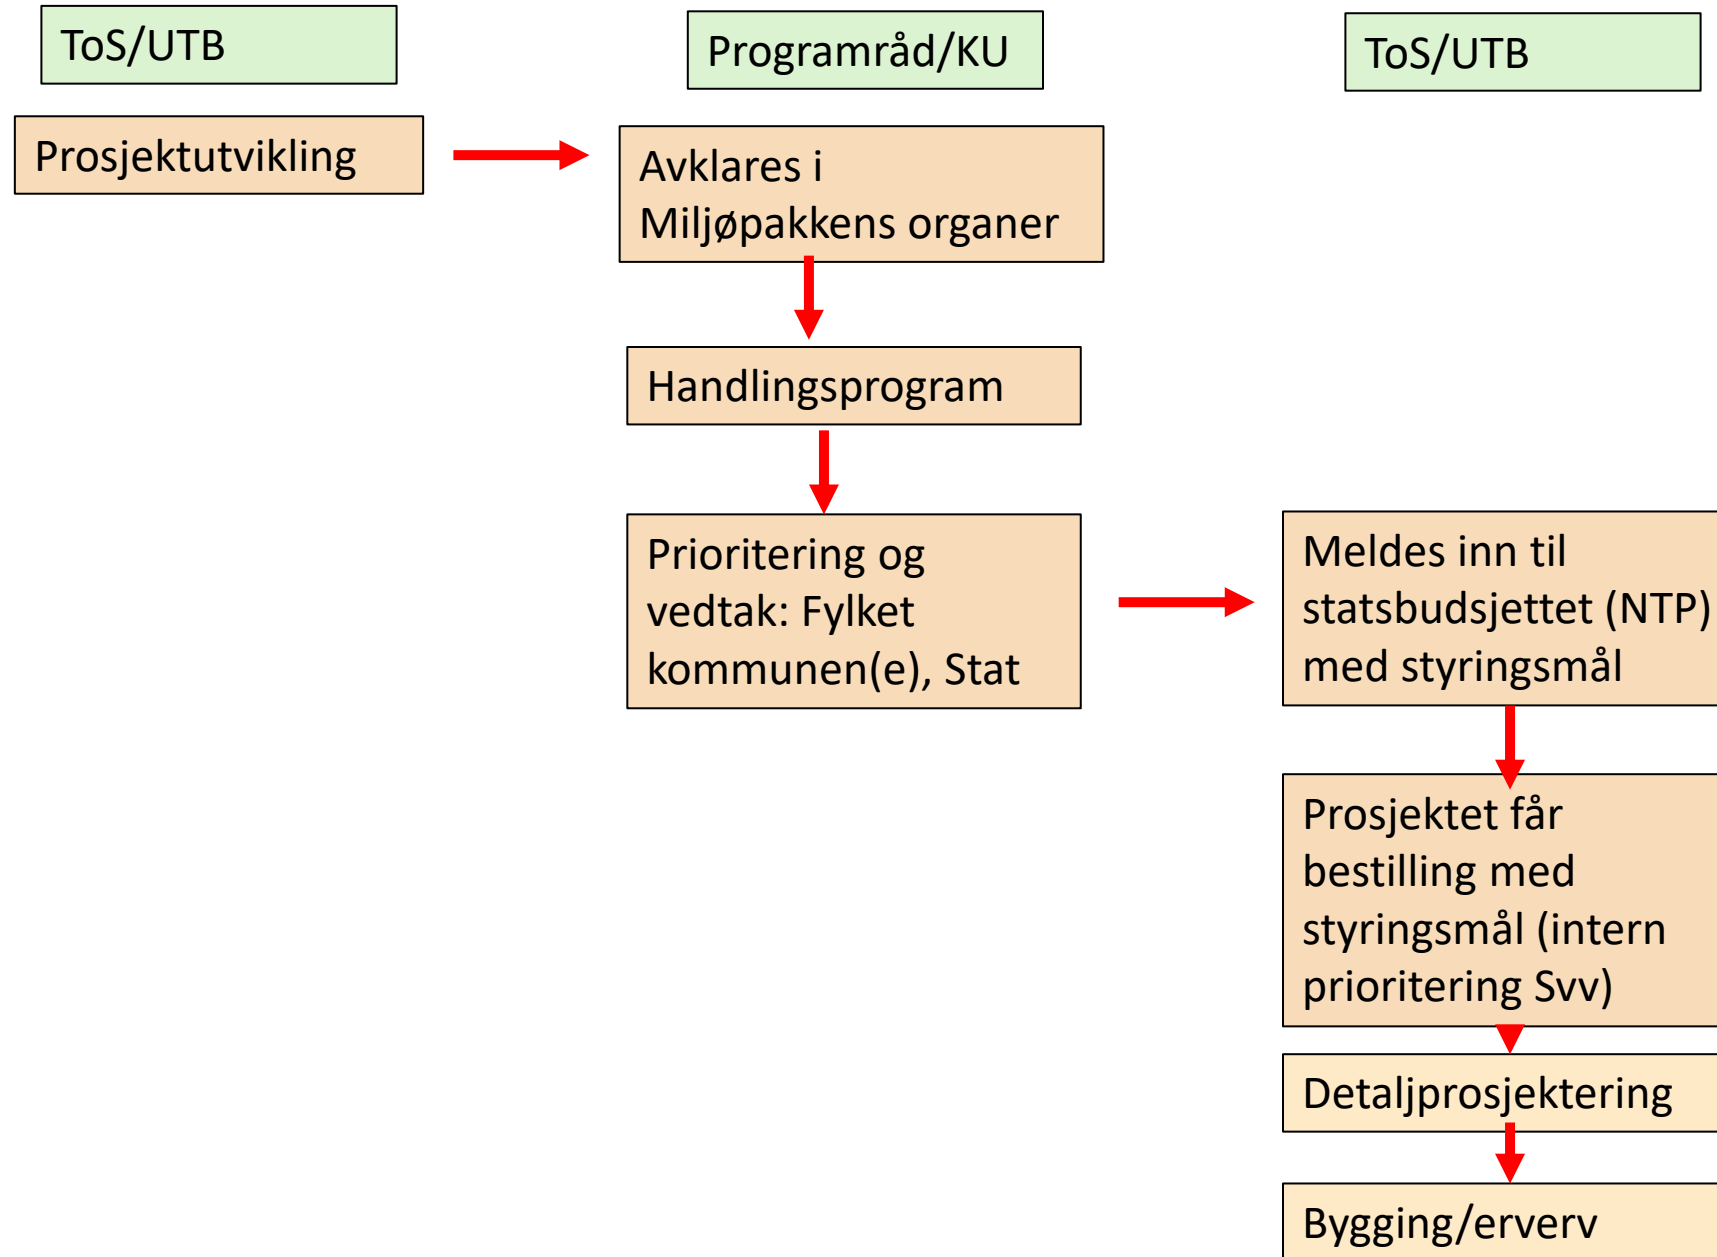 ToS/UTB
Programråd/KU
ToS/UTB
Prosjektutvikling
Avklares i
Miljøpakkens organer
Handlingsprogram
Prioritering og
vedtak: Fylket
kommunen(e), Stat
Meldes inn til
statsbudsjettet (NTP)
med styringsmål
Prosjektet får
bestilling med
styringsmål (intern
prioritering Svv)
Detaljprosjektering
Bygging/erverv